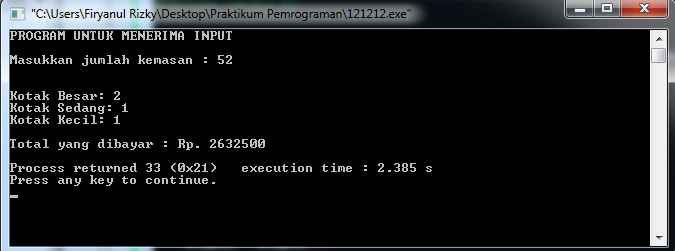 "C:\Users\Firyanul Rizky\Desktop\Praktikum Pemrograman\121212.exe"
PROGRAM UNTUK MENERIMA INPUT
Masukkan jumlah kemasan : 52
Kotak Besar: 2
Kotak Sedang: 1
Kotak Kecil: 1
Total yang dibayar : Rp. 2632500
Process returned 33 (0x21)   execution time : 2.385 s
Press any key to continue.